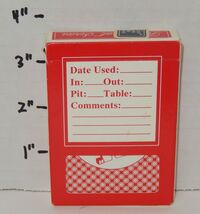 4"
3"
2"
1"
Date Used:
In: Out:
Pit: Table:
Comments: